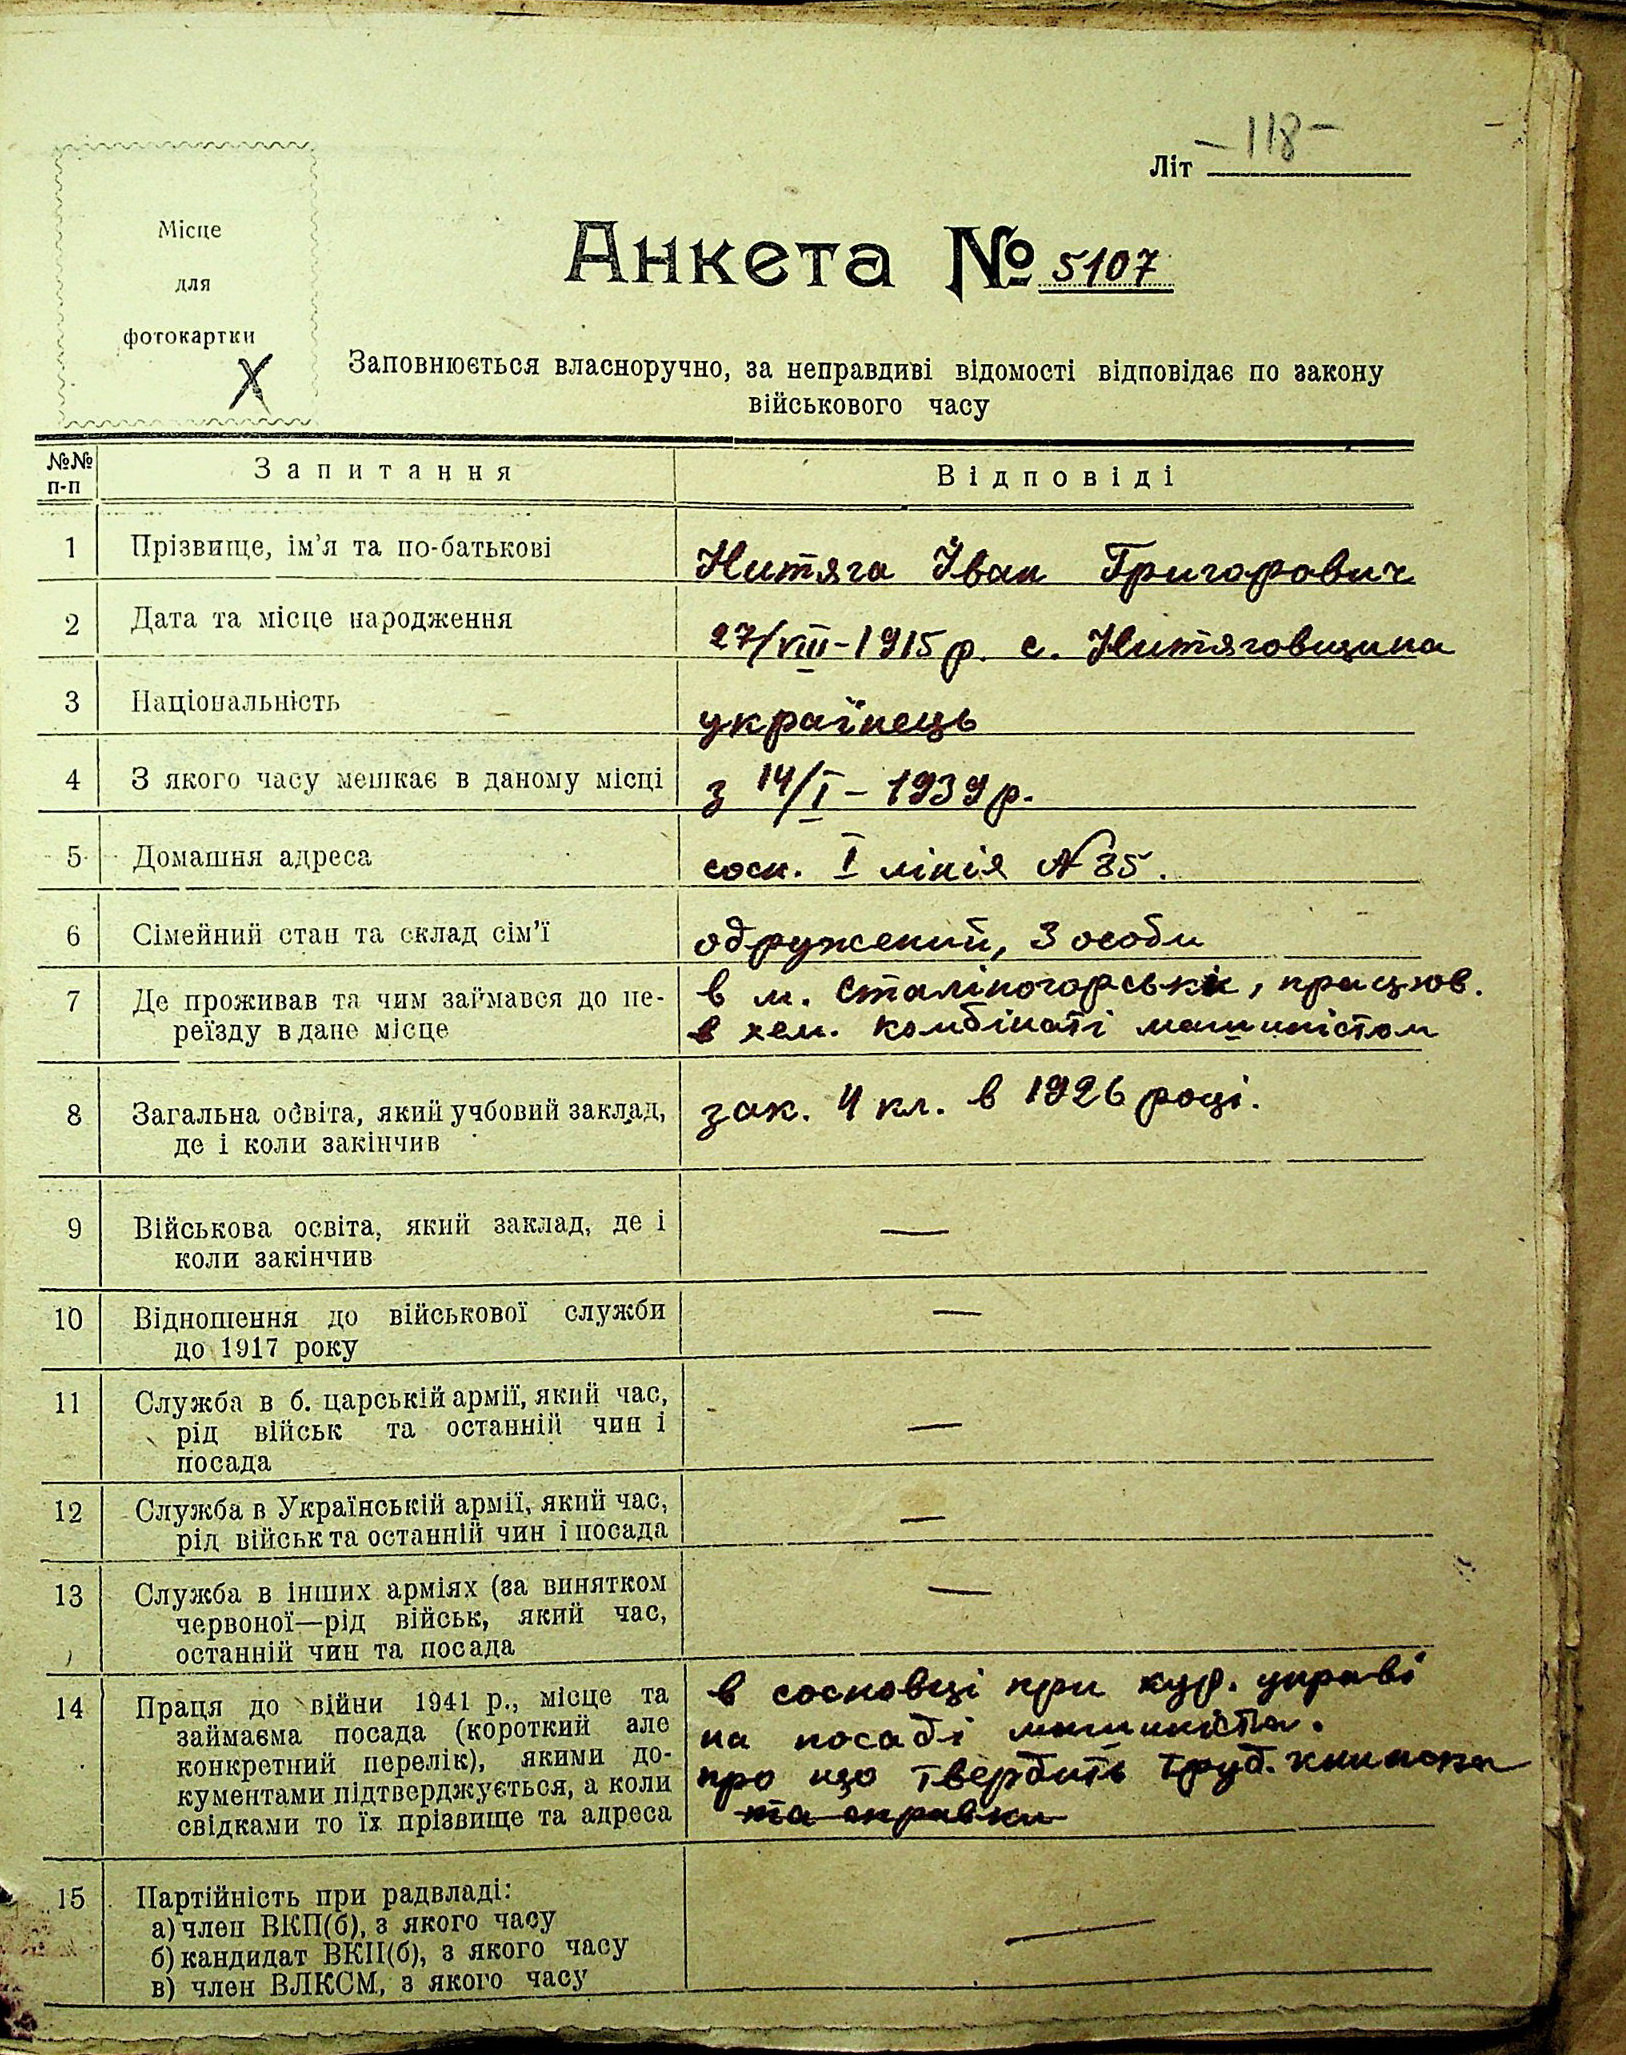 Літ -118-
Місце
для
фотокартки
X
Анкета № 5107
Заповнюється власноручно, за неправдиві відомості відповідає по закону
військового часу
№№ п-п Запитання Відповіді
1 Прізвище, ім'я та по-батькові Нитяга Іван Григорович
2 Дата та місце народження 27/VIII-1915 р. с. Нитяговщина
3 Національність українець
4 З якого часу мешкає в даному місці з 14/I - 1939 р.
5 Домашня адреса сосн. I лінія № 35.
6 Сімейний стан та склад сім'ї одружений, 3 особи
7 Де проживав та чим займався до пе- в м. Сталіногорськ, працюв.
реїзду в дане місце в хем. комбінаті машиністом
8 Загальна освіта, який учбовий заклад, зак. 4 кл. в 1926 році.
де і коли закінчив
9 Військова освіта, який заклад, де і —
коли закінчив
10 Відношення до військової служби —
до 1917 року
11 Служба в б. царській армії, який час,
рід військ та останній чин і —
посада
12 Служба в Українській армії, який час, —
рід військ та останній чин і посада
13 Служба в інших арміях (за винятком —
червоної—рід військ, який час,
останній чин та посада
14 Праця до війни 1941 р., місце та в сосновці при кур. управі
займаєма посада (короткий але на посаді машиніста.
конкретний перелік), якими до- про що твердить труд. книжка
кументами підтверджується, а коли та справки
свідками то їх прізвище та адреса
15 Партійність при радвладі:
а) член ВКП(б), з якого часу —
б) кандидат ВКП(б), з якого часу
в) член ВЛКСМ, з якого часу